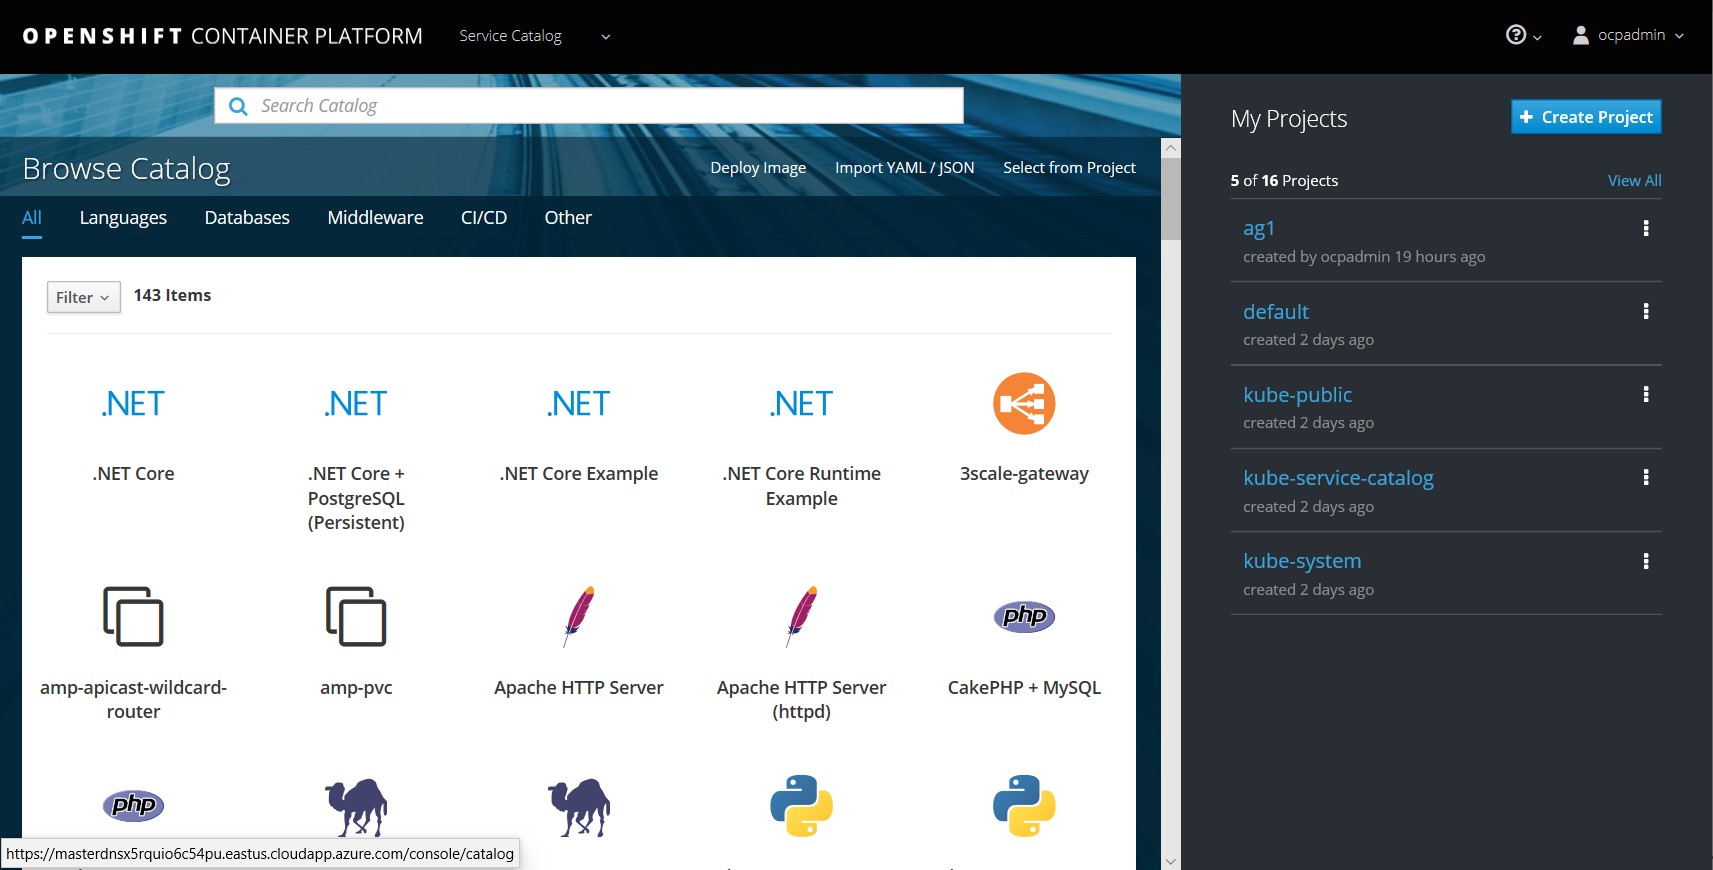 OPENSHIFT CONTAINER PLATFORM
Service Catalog
ocpadmin
Search Catalog
Browse Catalog
Deploy Image
Import YAML / JSON
Select from Project
All
Languages
Databases
Middleware
CI/CD
Other
Filter
143 Items
.NET
.NET
.NET
.NET
.NET Core
.NET Core +
PostgreSQL
(Persistent)
.NET Core Example
.NET Core Runtime
Example
3scale-gateway
php
amp-apicast-wildcard-
router
amp-pvc
Apache HTTP Server
Apache HTTP Server
(httpd)
CakePHP + MySQL
php
https://masterdnsx5rquio6c54pu.eastus.cloudapp.azure.com/console/catalog
My Projects
Create Project
5 of 16 Projects
View All
ag1
created by ocpadmin 19 hours ago
default
created 2 days ago
kube-public
created 2 days ago
kube-service-catalog
created 2 days ago
kube-system
created 2 days ago